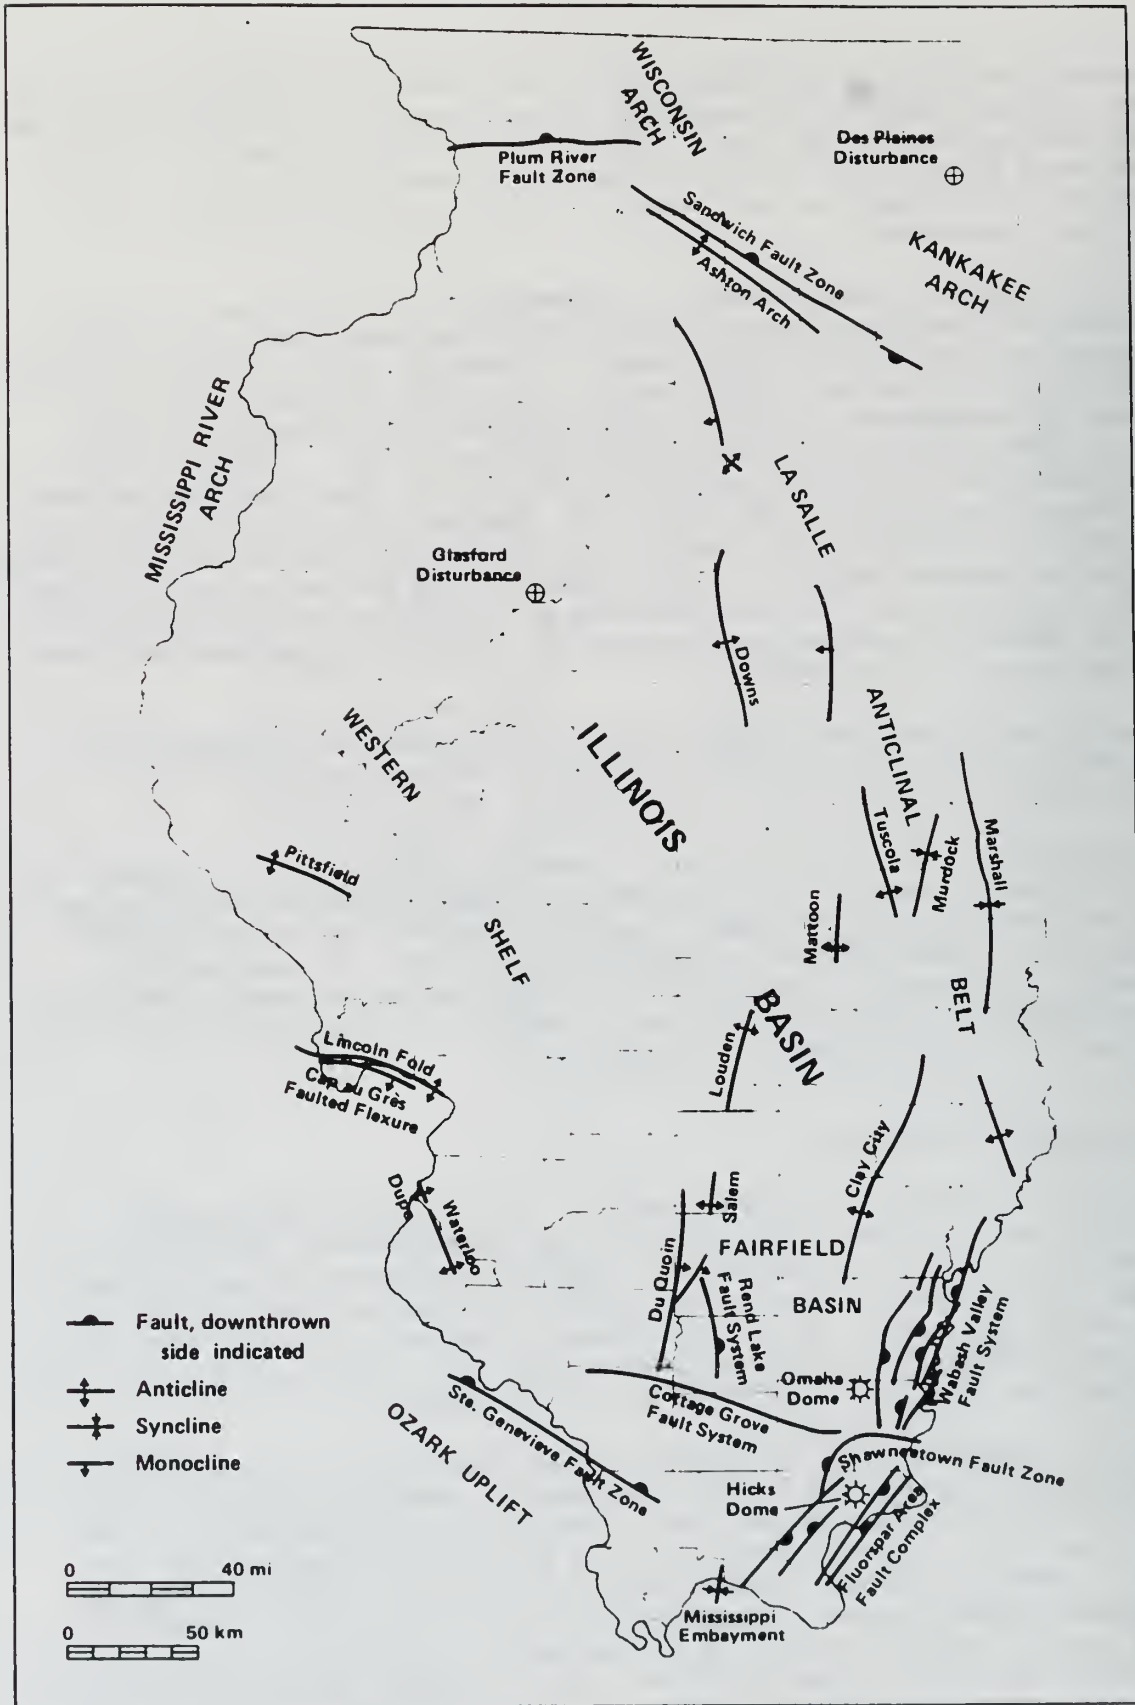 WISCONSIN
ARCH
Des Plaines
Disturbance
Plum River
Fault Zone
Sandwich Fault Zone
Ashton Arch
KANKAKEE
ARCH
MISSISSIPPI RIVER
ARCH
LA SALLE
ANTICLINAL
BELT
Glasford
Disturbance
Downs
WESTERN
SHELF
ILLINOIS
BASIN
Tuscola
Murdock
Marshall
Pittsfield
Mattoon
Louden
Lincoln Fold
Cap au Grès
Faulted Flexure
Clay City
Dupo
Waterloo
Salem
Du Quoin
FAIRFIELD
BASIN
Rend Lake
Fault System
Wabash Valley
Fault System
Fault, downthrown
side indicated
Anticline
Syncline
Monocline
Omaha
Dome
Cottage Grove
Fault System
Ste. Genevieve Fault Zone
OZARK UPLIFT
Shawneetown Fault Zone
Hicks
Dome
Fluorspar Area
Fault Complex
0 40 mi
0 50 km
Mississippi
Embayment